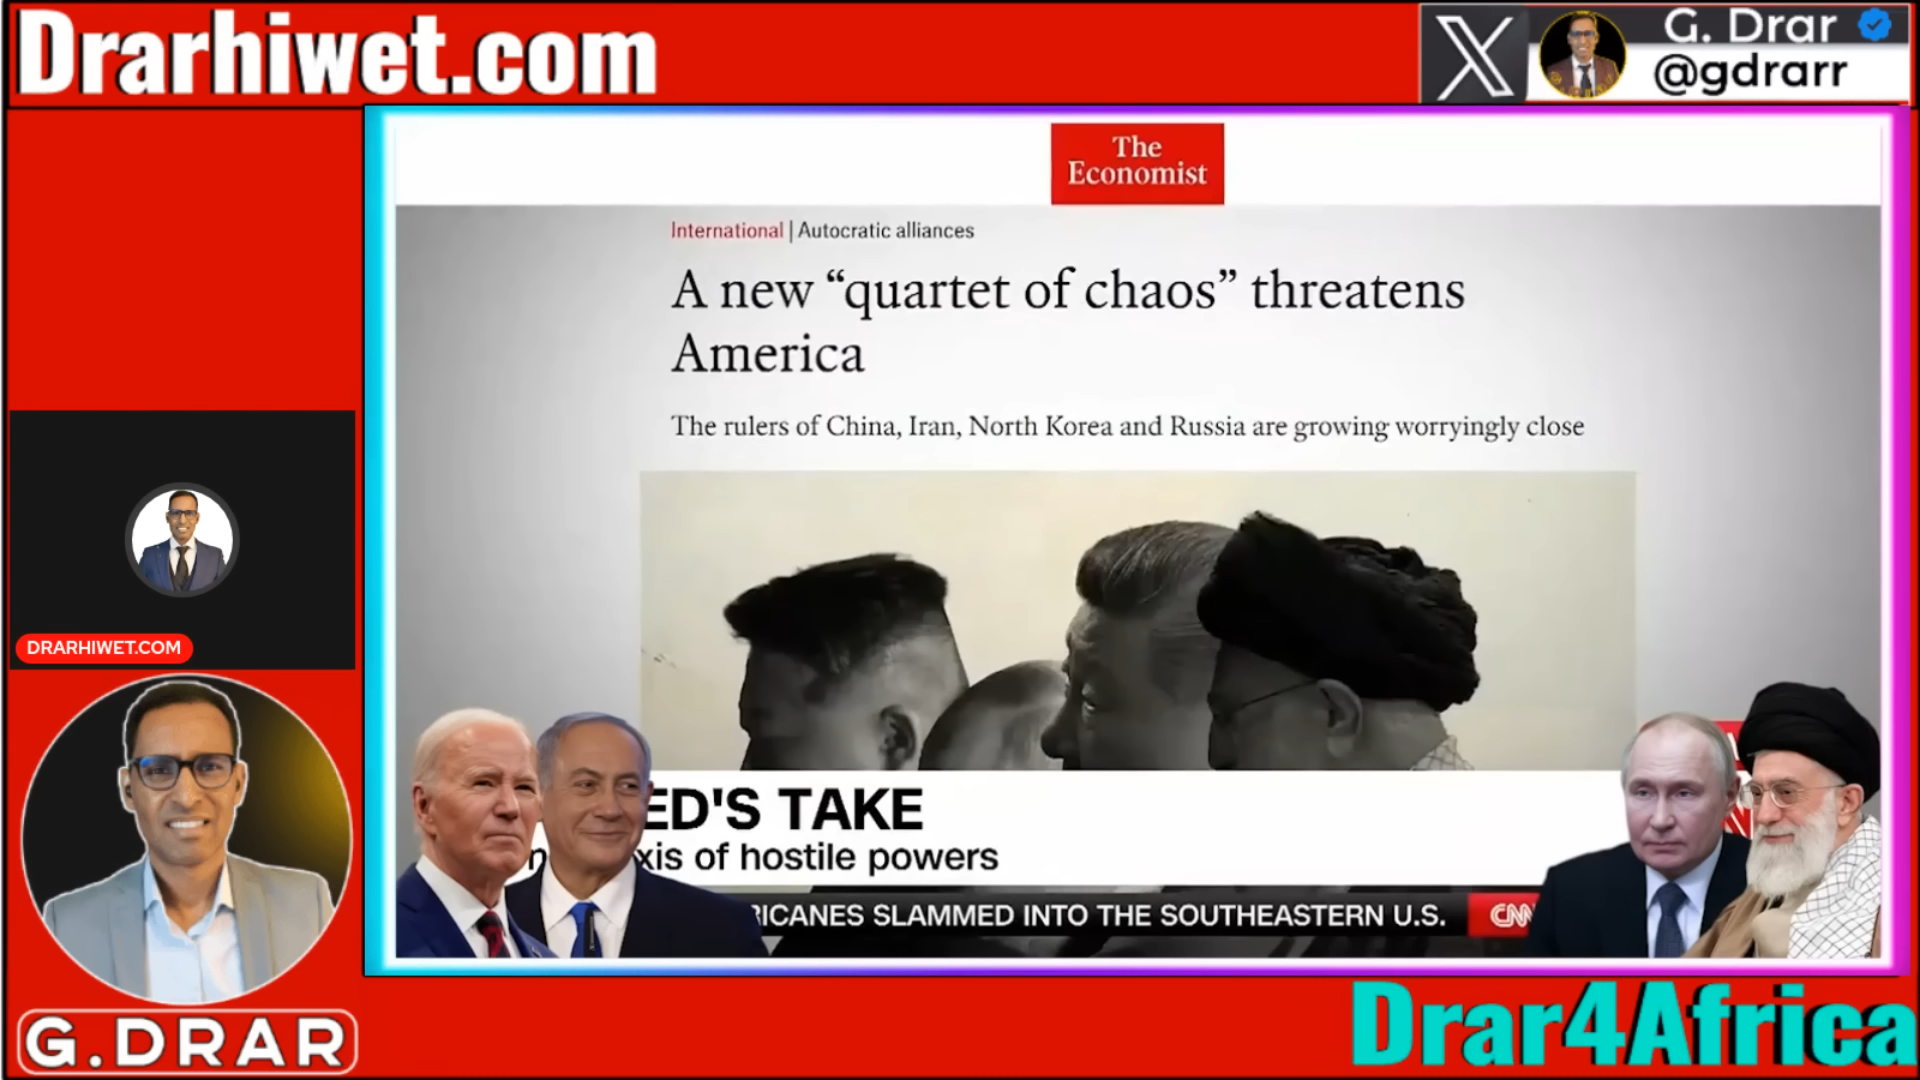 Drarhiwet.com
G. Drar
@gdrarr
The
Economist
International | Autocratic alliances
A new “quartet of chaos” threatens
America
The rulers of China, Iran, North Korea and Russia are growing worryingly close
DRARHIWET.COM
ED'S TAKE
xis of hostile powers
RICANES SLAMMED INTO THE SOUTHEASTERN U.S.
CNN
G.DRAR
Drar4Africa